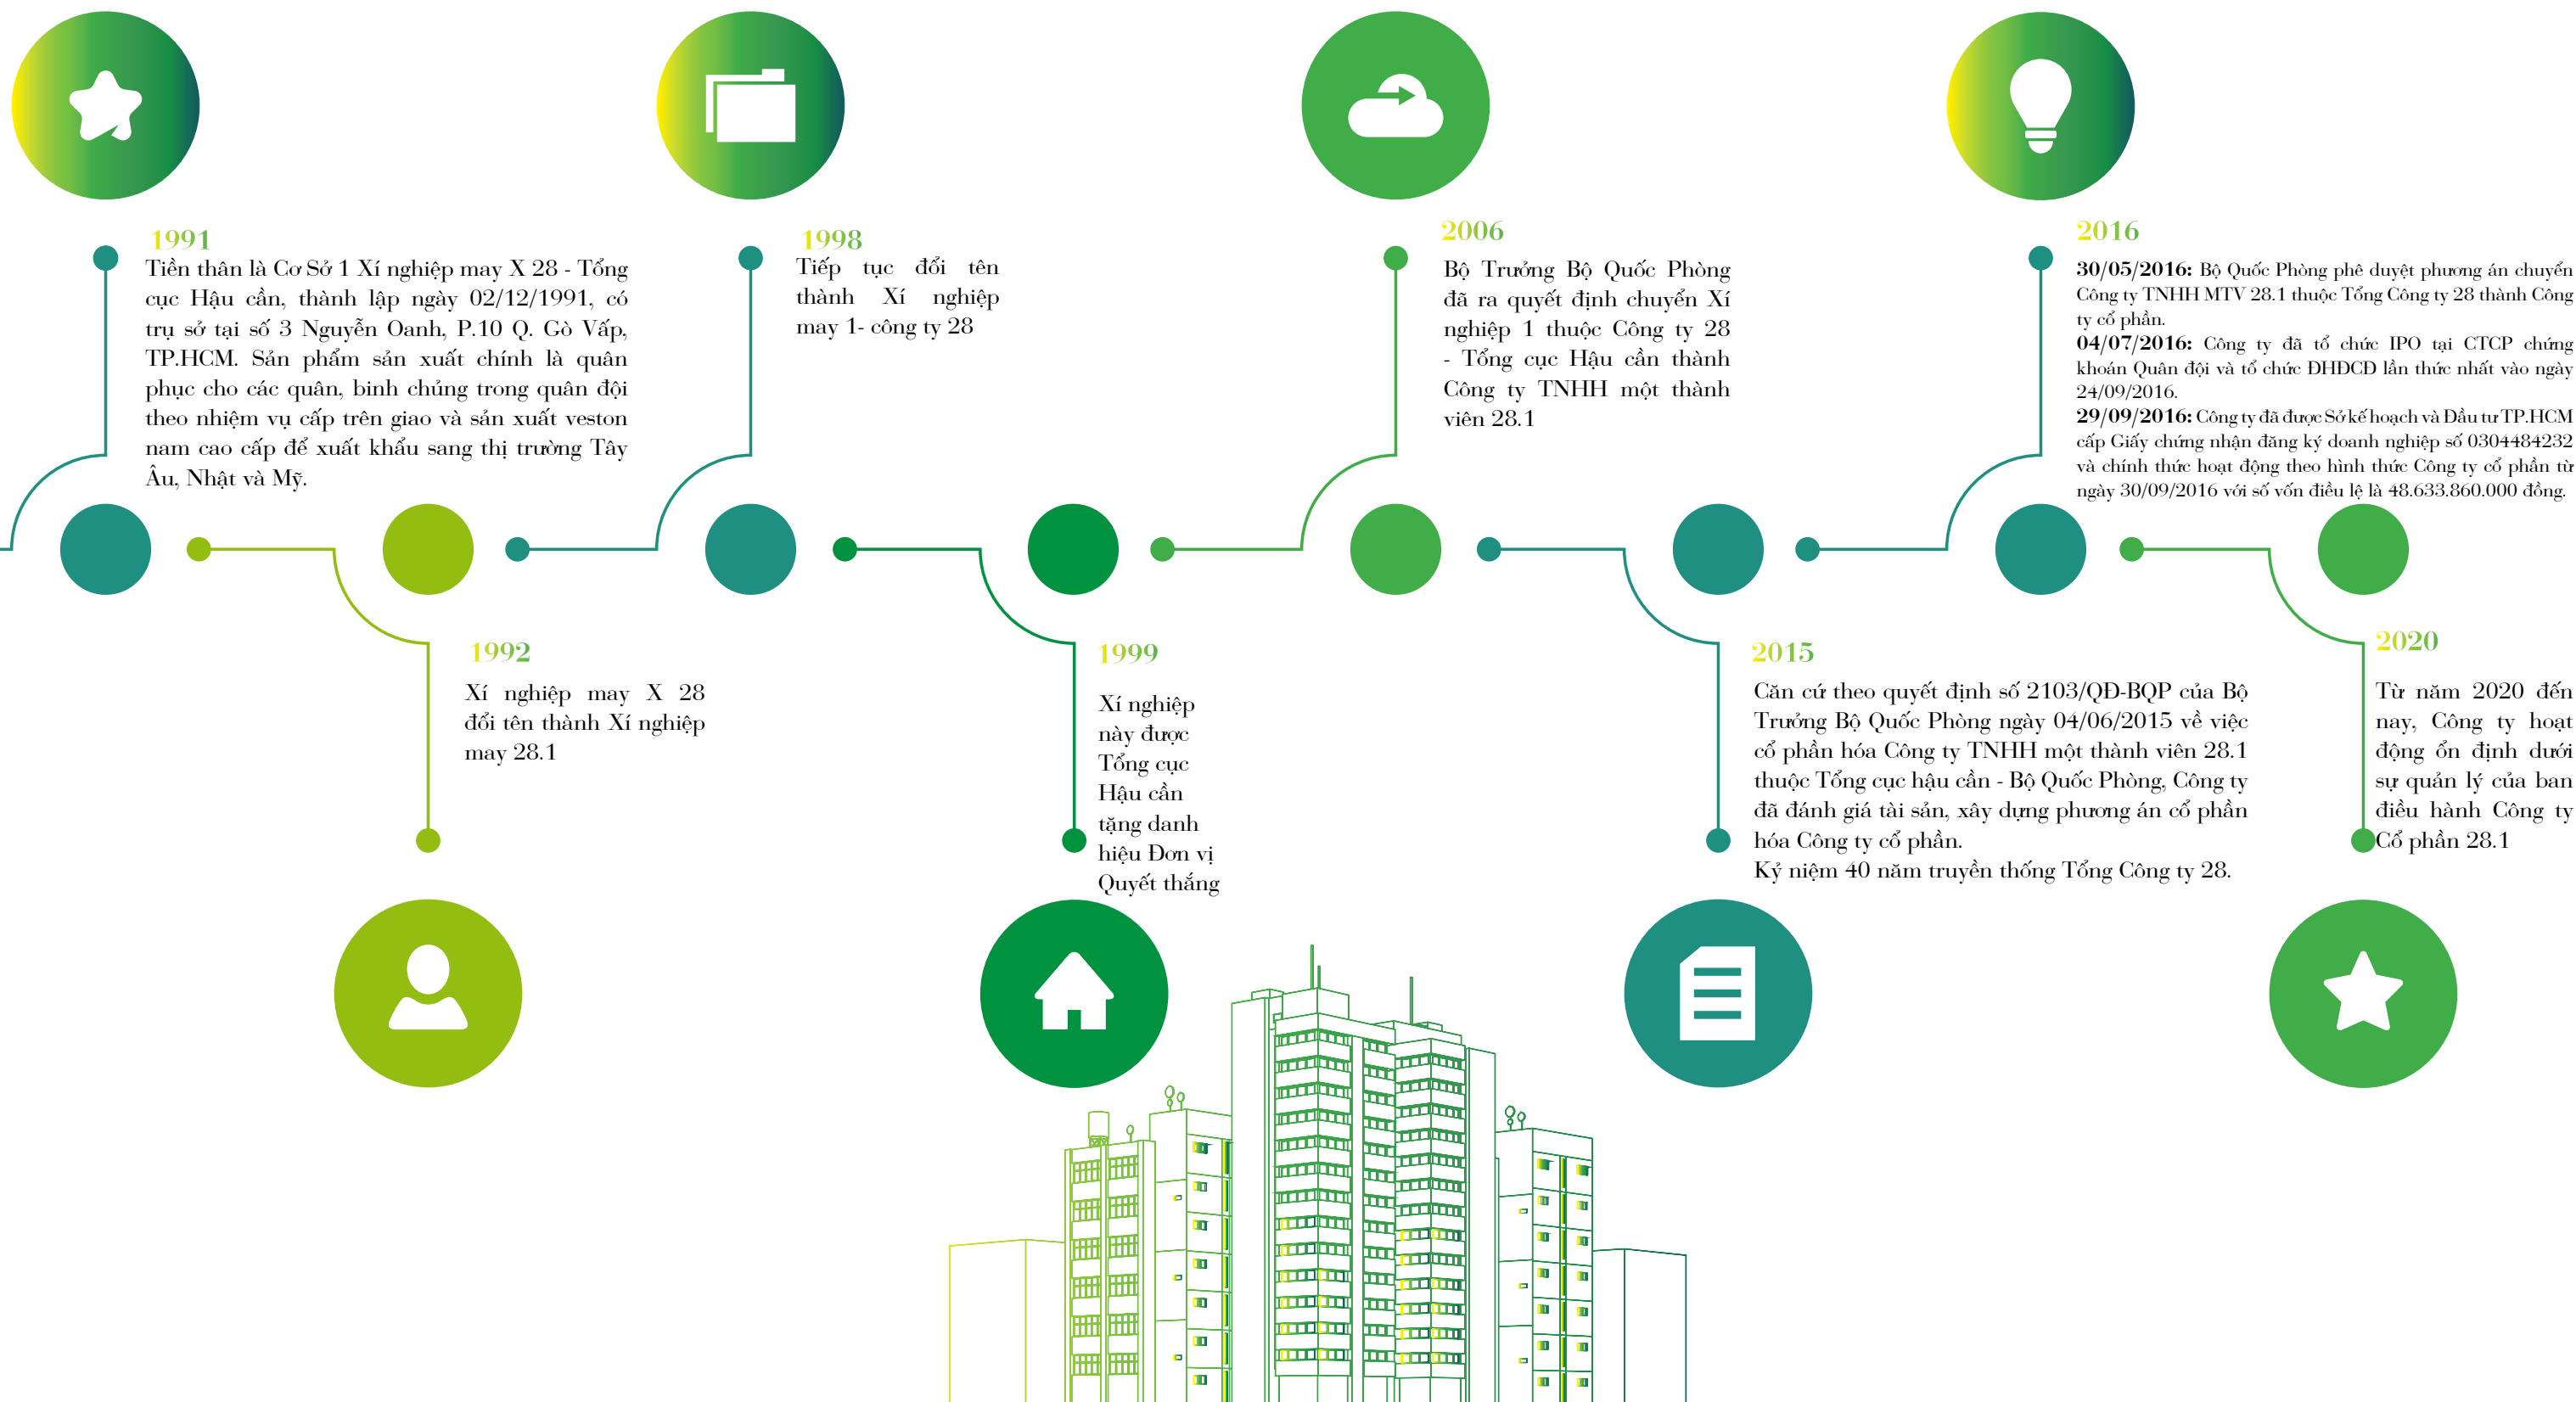 1991
Tiền thân là Cơ Sở 1 Xí nghiệp may X 28 - Tổng
cục Hậu cần, thành lập ngày 02/12/1991, có
trụ sở tại số 3 Nguyễn Oanh, P.10 Q. Gò Vấp,
TP.HCM. Sản phẩm sản xuất chính là quân
phục cho các quân, binh chủng trong quân đội
theo nhiệm vụ cấp trên giao và sản xuất veston
nam cao cấp để xuất khẩu sang thị trường Tây
Âu, Nhật và Mỹ.
1992
Xí nghiệp may X 28
đổi tên thành Xí nghiệp
may 28.1
1998
Tiếp tục đổi tên
thành Xí nghiệp
may 1- công ty 28
1999
Xí nghiệp
này được
Tổng cục
Hậu cần
tặng danh
hiệu Đơn vị
Quyết thắng
2006
Bộ Trưởng Bộ Quốc Phòng
đã ra quyết định chuyển Xí
nghiệp 1 thuộc Công ty 28
- Tổng cục Hậu cần thành
Công ty TNHH một thành
viên 28.1
2015
Căn cứ theo quyết định số 2103/QĐ-BQP của Bộ
Trưởng Bộ Quốc Phòng ngày 04/06/2015 về việc
cổ phần hóa Công ty TNHH một thành viên 28.1
thuộc Tổng cục hậu cần - Bộ Quốc Phòng, Công ty
đã đánh giá tài sản, xây dựng phương án cổ phần
hóa Công ty cổ phần.
Kỷ niệm 40 năm truyền thống Tổng Công ty 28.
2016
30/05/2016: Bộ Quốc Phòng phê duyệt phương án chuyển
Công ty TNHH MTV 28.1 thuộc Tổng Công ty 28 thành Công
ty cổ phần.
04/07/2016: Công ty đã tổ chức IPO tại CTCP chứng
khoán Quân đội và tổ chức ĐHĐCĐ lần thức nhất vào ngày
24/09/2016.
29/09/2016: Công ty đã được Sở kế hoạch và Đầu tư TP.HCM
cấp Giấy chứng nhận đăng ký doanh nghiệp số 0304484232
và chính thức hoạt động theo hình thức Công ty cổ phần từ
ngày 30/09/2016 với số vốn điều lệ là 48.633.860.000 đồng.
2020
Từ năm 2020 đến
nay, Công ty hoạt
động ổn định dưới
sự quản lý của ban
điều hành Công ty
Cổ phần 28.1